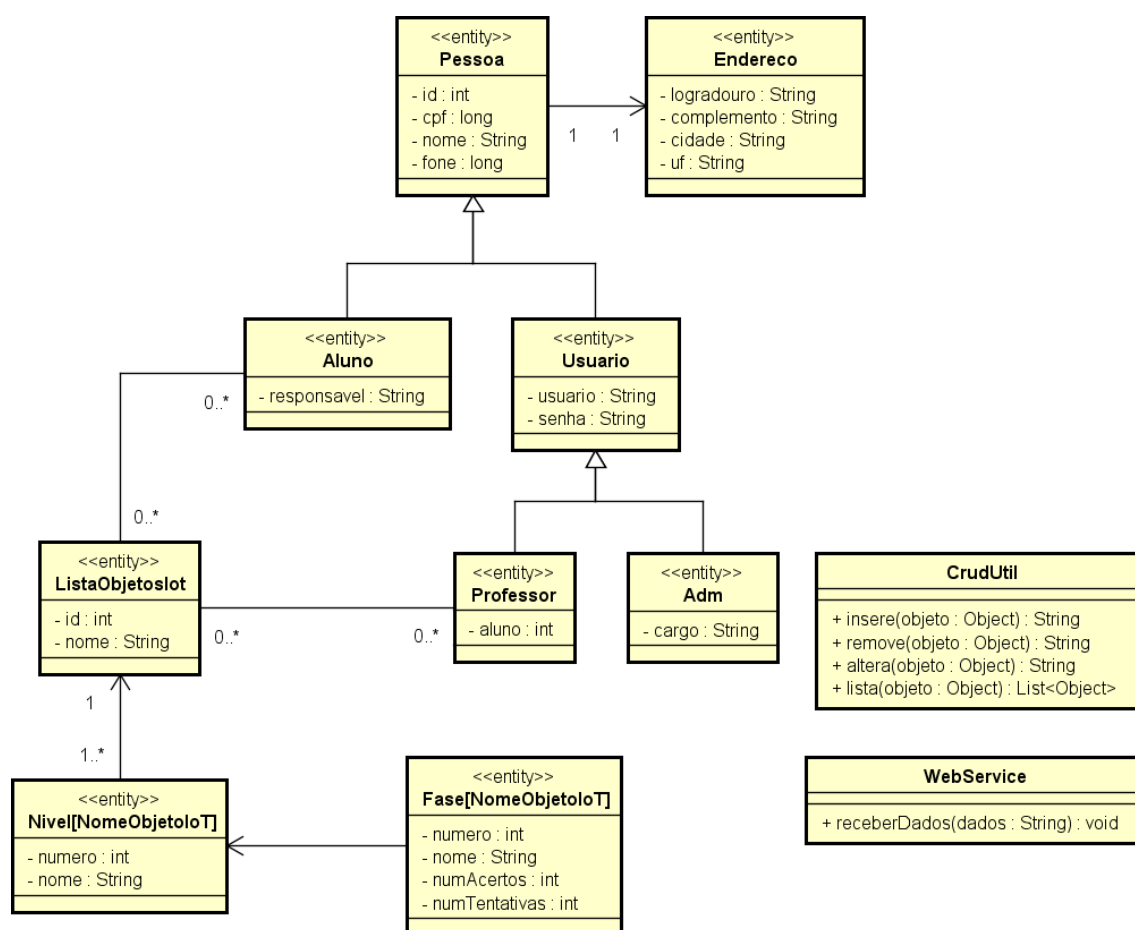 <<entity>>
Pessoa
- id : int
- cpf : long
- nome : String
- fone : long
1
1
<<entity>>
Endereco
- logradouro : String
- complemento : String
- cidade : String
- uf : String
<<entity>>
Aluno
- responsavel : String
0..*
0..*
<<entity>>
Usuario
- usuario : String
- senha : String
<<entity>>
ListaObjetosIot
- id : int
- nome : String
0..*
0..*
<<entity>>
Professor
- aluno : int
<<entity>>
Adm
- cargo : String
CrudUtil
+ insere(objeto : Object) : String
+ remove(objeto : Object) : String
+ altera(objeto : Object) : String
+ lista(objeto : Object) : List<Object>
1
1..*
<<entity>>
Nivel[NomeObjetoIoT]
- numero : int
- nome : String
<<entity>>
Fase[NomeObjetoIoT]
- numero : int
- nome : String
- numAcertos : int
- numTentativas : int
WebService
+ receberDados(dados : String) : void